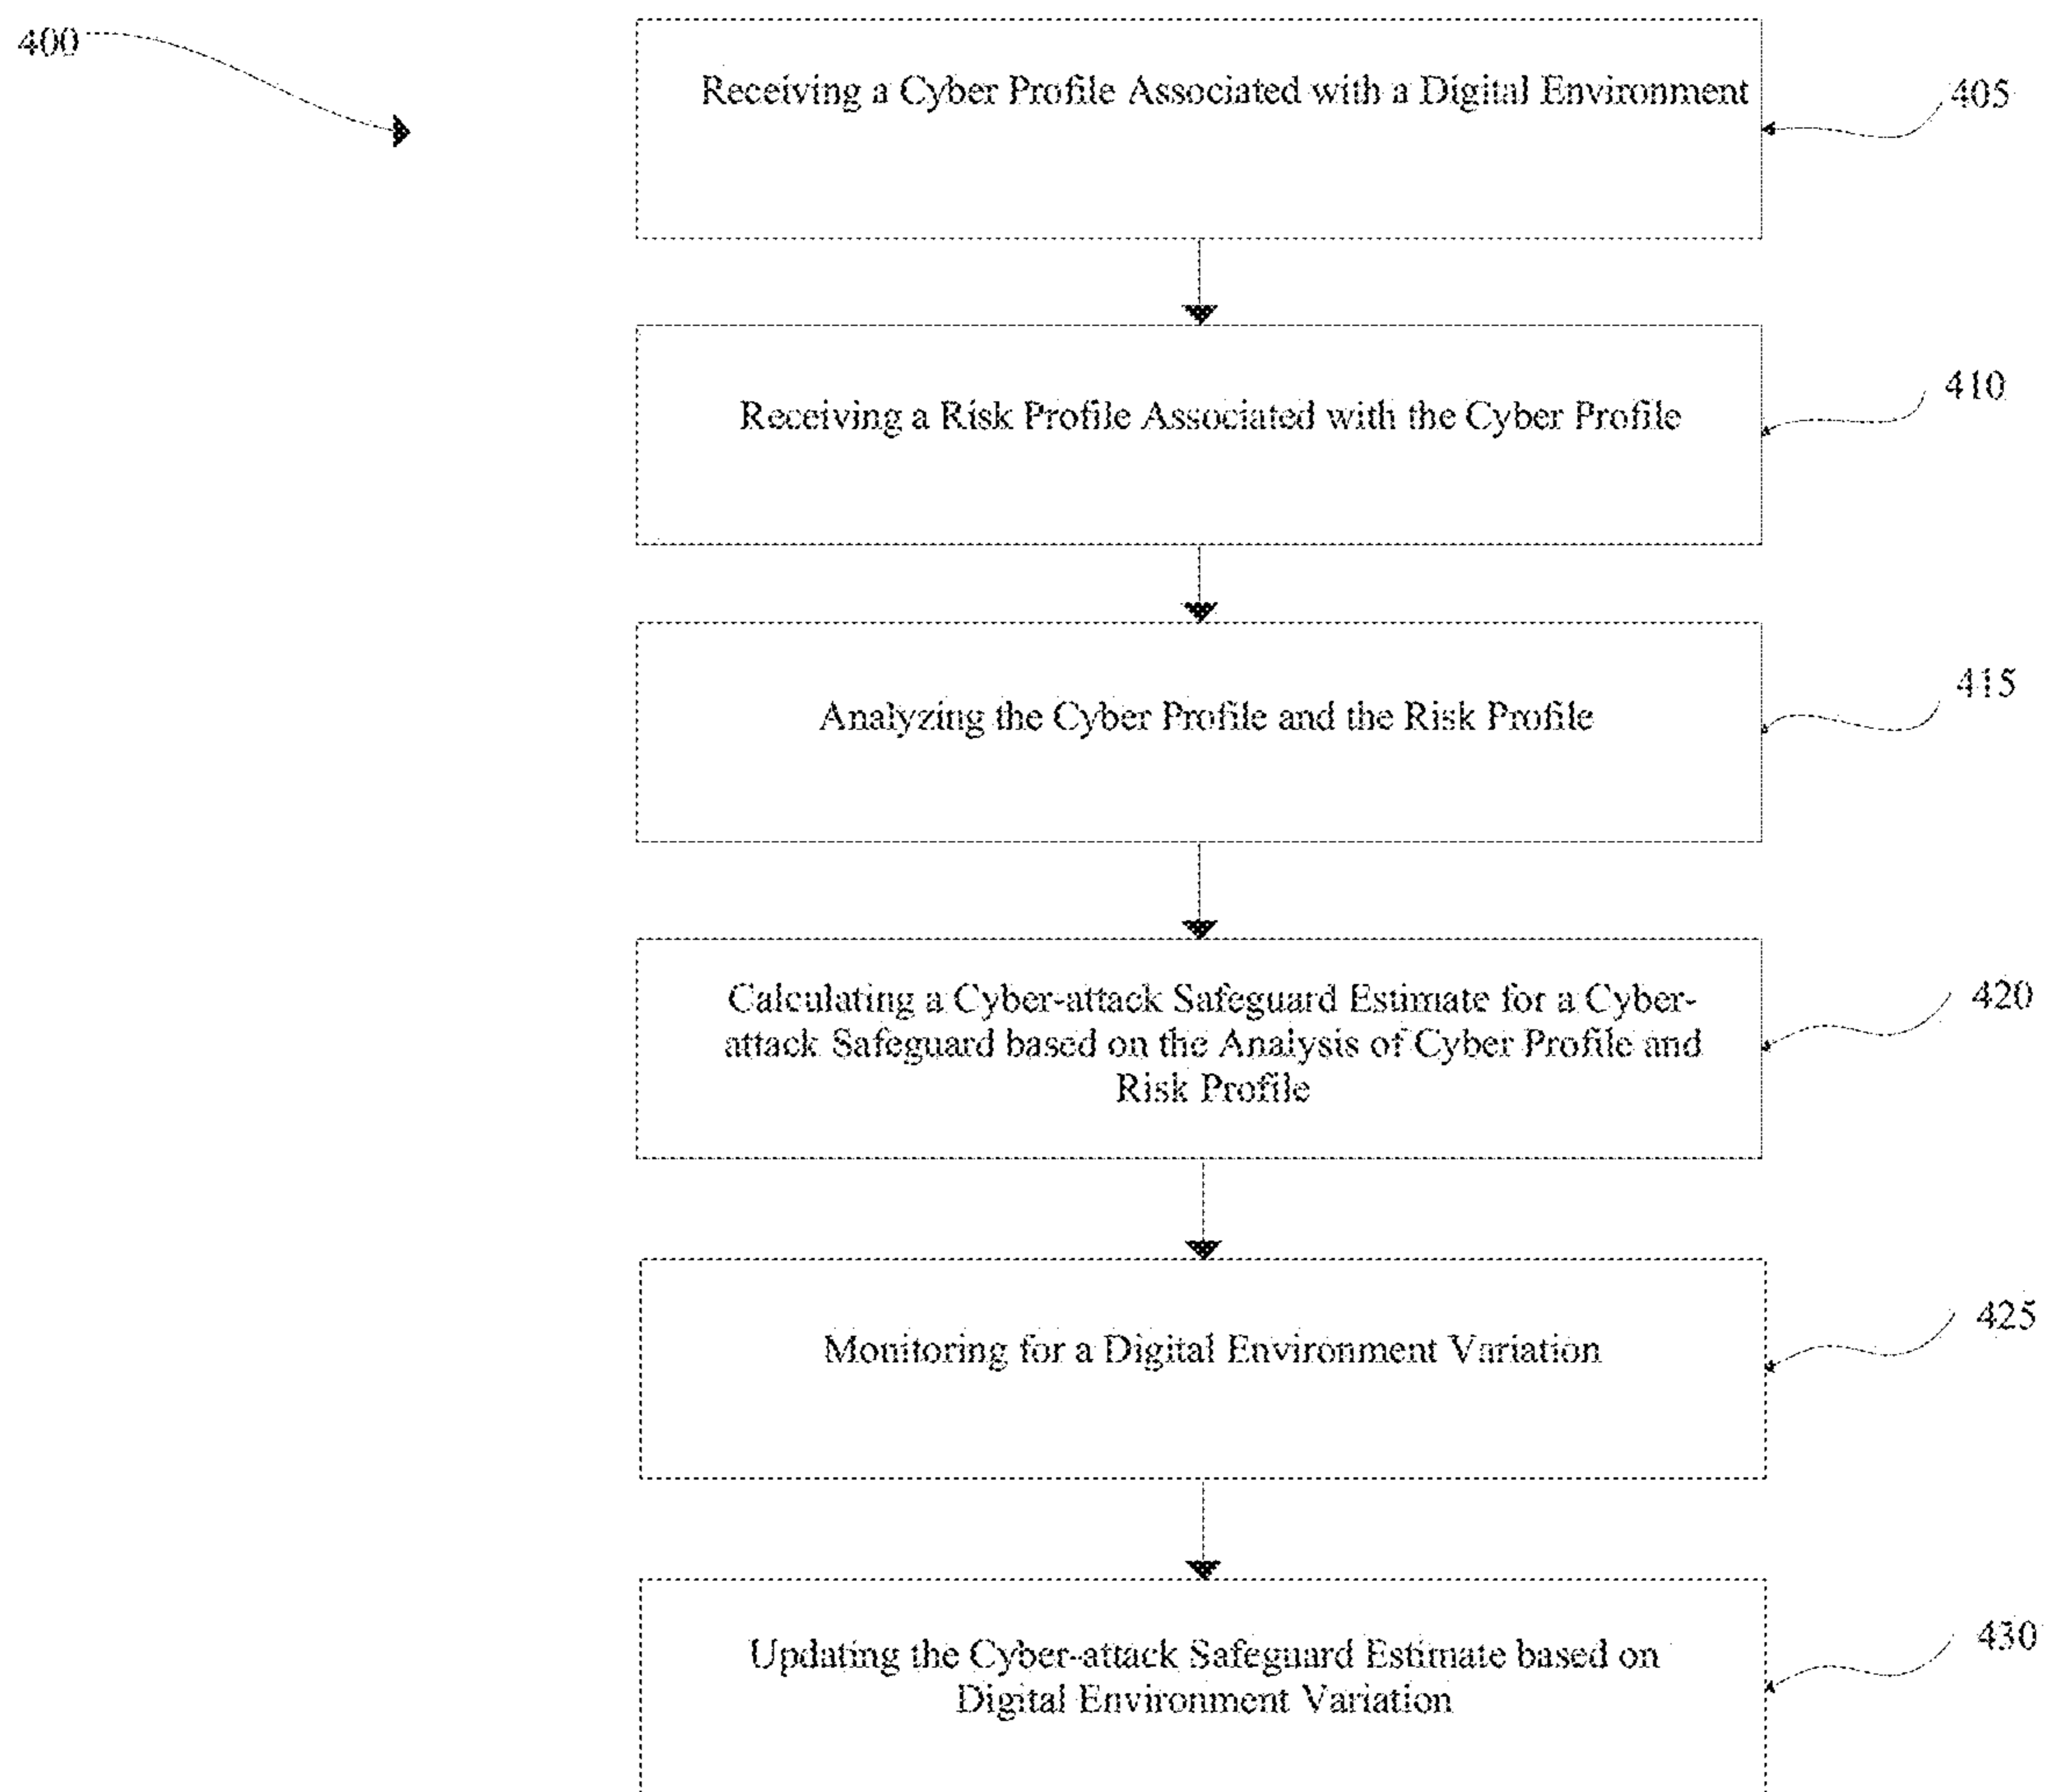 400
Receiving a Cyber Profile Associated with a Digital Environment
405
Receiving a Risk Profile Associated with the Cyber Profile
410
Analyzing the Cyber Profile and the Risk Profile
415
Calculating a Cyber-attack Safeguard Estimate for a Cyber-
attack Safeguard based on the Analysis of Cyber Profile and
Risk Profile
420
Monitoring for a Digital Environment Variation
425
Updating the Cyber-attack Safeguard Estimate based on
Digital Environment Variation
430